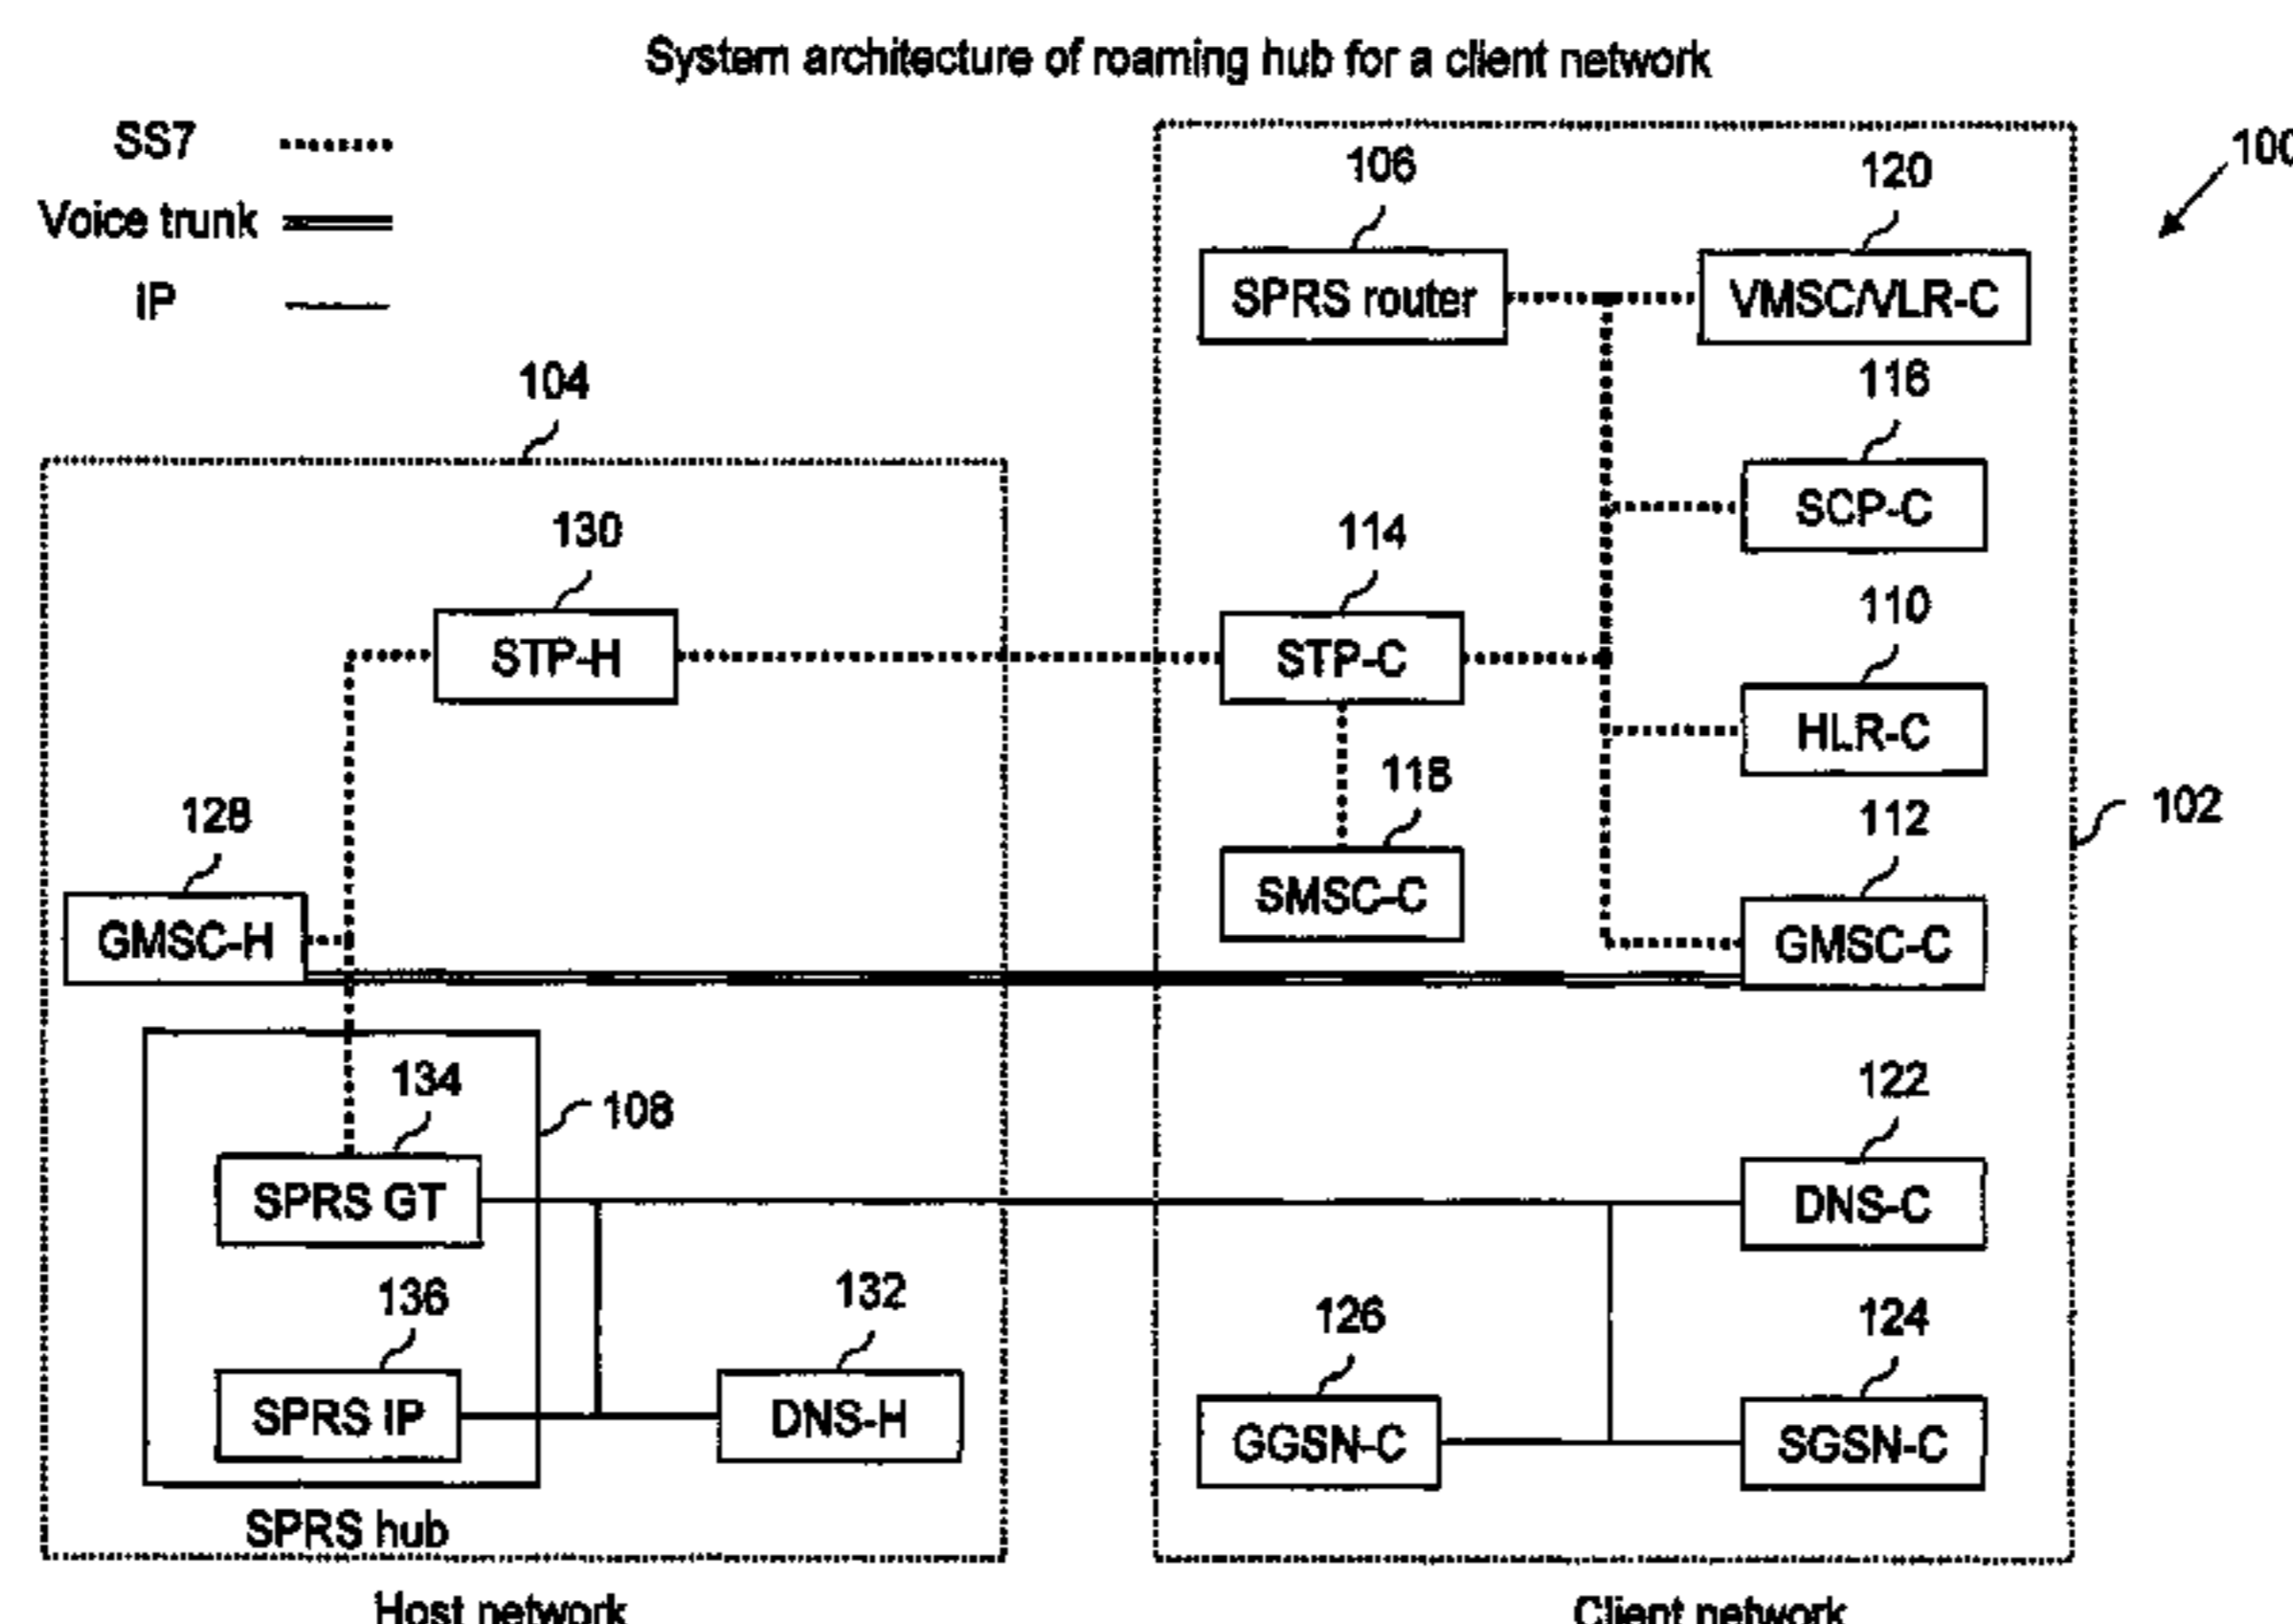 System architecture of roaming hub for a client network
SS7
Voice trunk
IP
100
106
120
SPRS router
VMSC/VLR-C
104
116
SCP-C
130
114
110
STP-H
STP-C
HLR-C
128
118
112
102
GMSC-H
SMSC-C
GMSC-C
134
108
122
SPRS GT
DNS-C
136
132
126
124
SPRS IP
DNS-H
GGSN-C
SGSN-C
SPRS hub
Host network
Client network